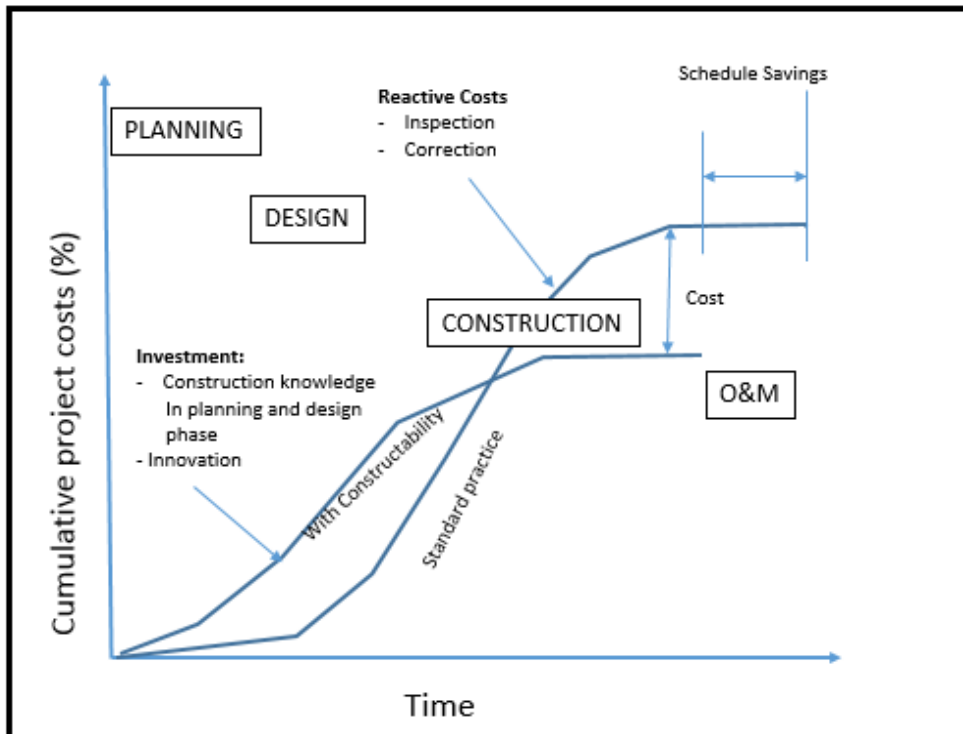 Schedule Savings
PLANNING
Reactive Costs
- Inspection
- Correction
DESIGN
Cost
CONSTRUCTION
Investment:
- Construction knowledge
In planning and design
phase
- Innovation
O&M
With Constructability
Standard practice
Cumulative project costs (%)
Time